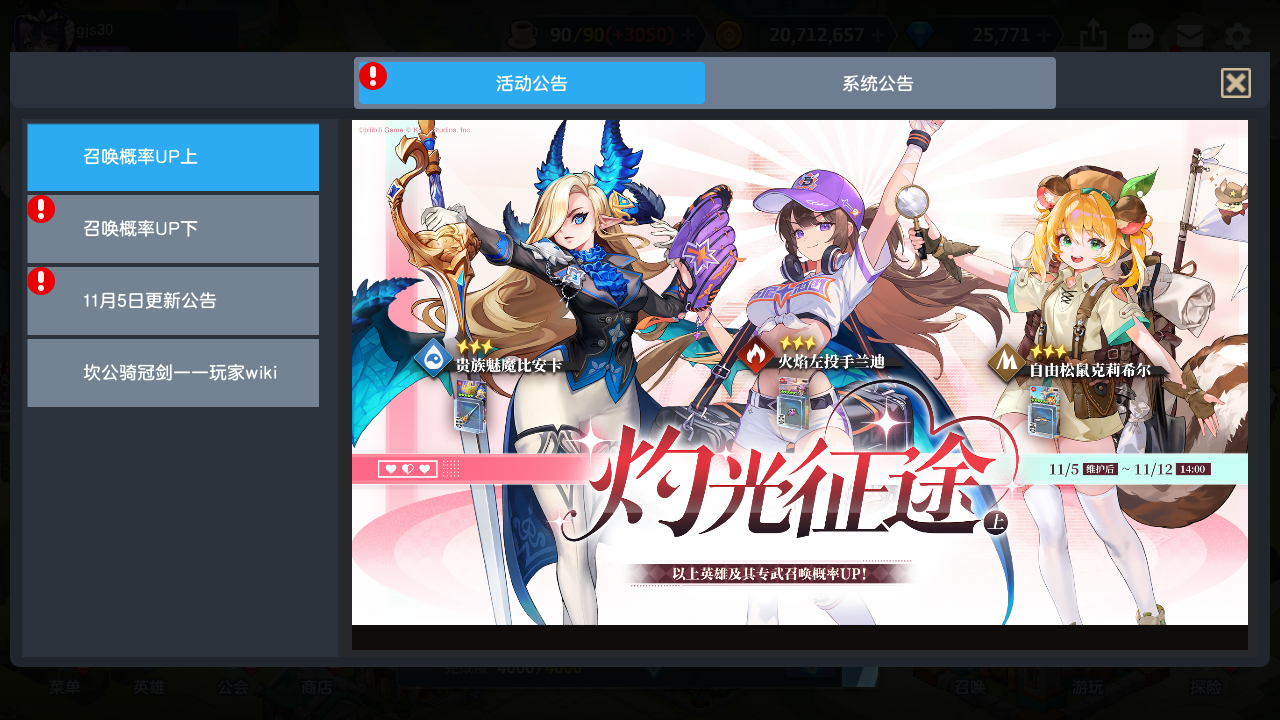 gjs30
90/90(+3050)
20,712,657
25,771
活动公告
系统公告
召唤概率UP上
召唤概率UP下
11月5日更新公告
坎公骑冠剑一一玩家wiki
贵族魅魔比安卡
火焰左投手兰迪
自由松鼠克莉希尔
灼光征途
上
11/5 维护后 ~ 11/12 14:00
以上英雄及其专武召唤概率UP!
4000/4000
菜单
英雄
公会
商店
召唤
游玩
探险